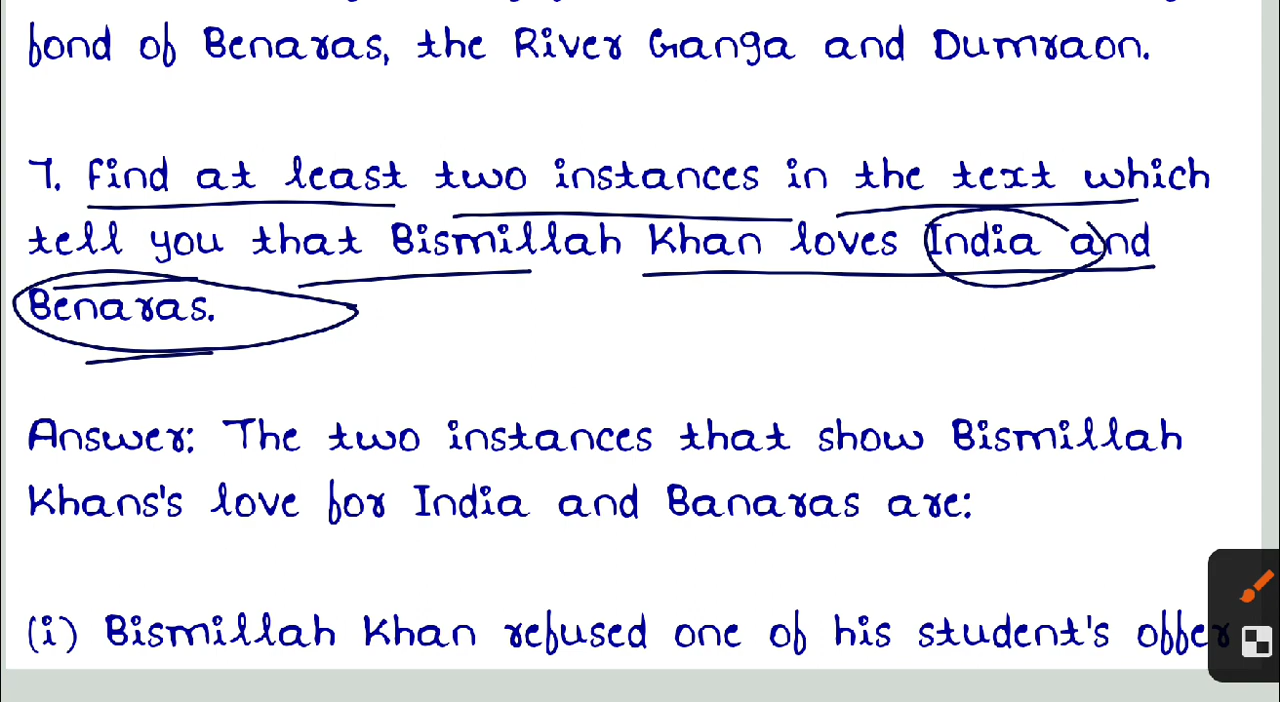 fond of Benaras, the River Ganga and Dumraon.
7. Find at least two instances in the text which
tell you that Bismillah Khan loves India and
Benaras.
Answer: The two instances that show Bismillah
Khans's love for India and Banaras are:
(i) Bismillah Khan refused one of his student's offer